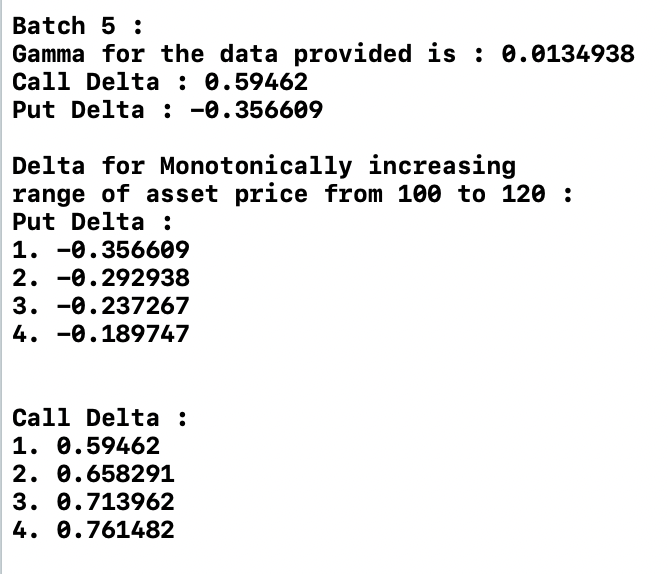 Batch 5 :
Gamma for the data provided is : 0.0134938
Call Delta : 0.59462
Put Delta : -0.356609
Delta for Monotonically increasing
range of asset price from 100 to 120 :
Put Delta :
1. -0.356609
2. -0.292938
3. -0.237267
4. -0.189747
Call Delta :
1. 0.59462
2. 0.658291
3. 0.713962
4. 0.761482